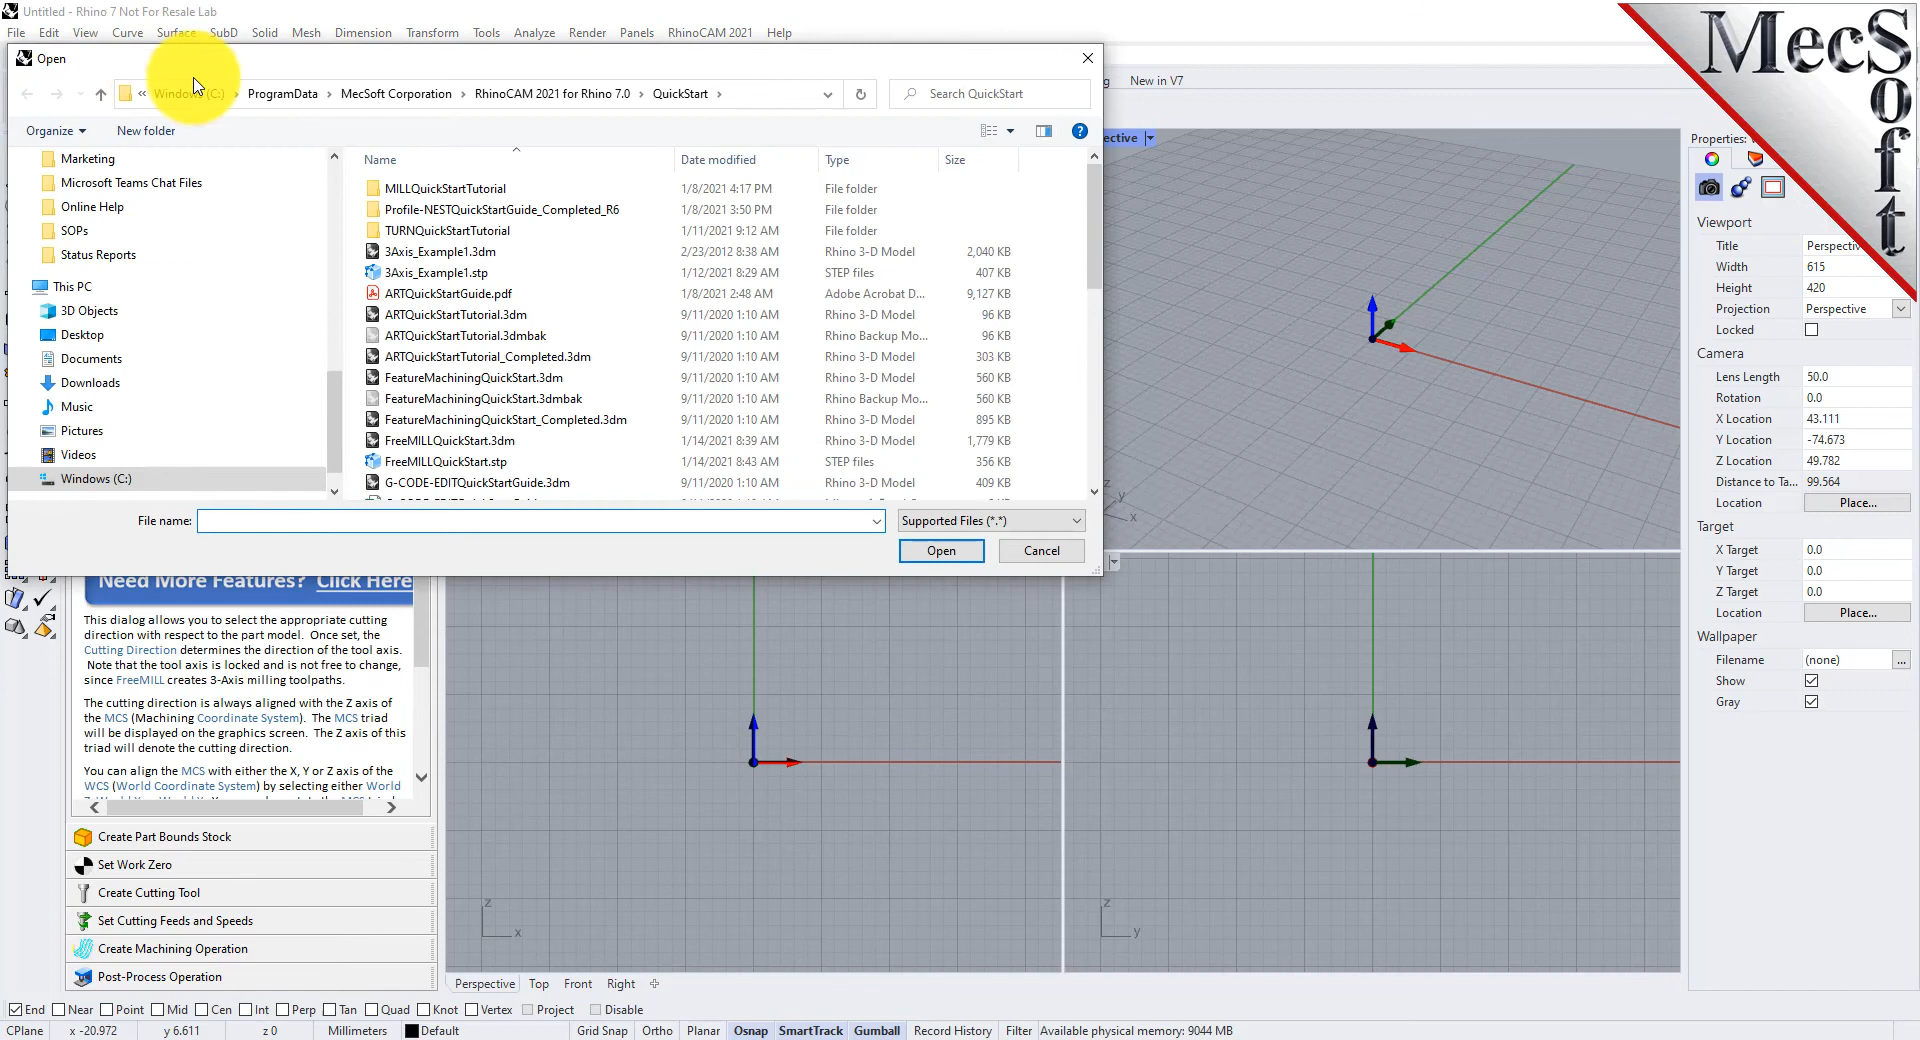 Untitled - Rhino 7 Not For Resale Lab
File Edit View Curve Surface SubD Solid Mesh Dimension Transform Tools Analyze Render Panels RhinoCAM 2021 Help
MecSoft
Open
New in V7
« Windows (C:) › ProgramData › MecSoft Corporation › RhinoCAM 2021 for Rhino 7.0 › QuickStart ›
Search QuickStart
Organize New folder
Name Date modified Type Size
Marketing
Microsoft Teams Chat Files
Online Help
SOPs
Status Reports
This PC
3D Objects
Desktop
Documents
Downloads
Music
Pictures
Videos
Windows (C:)
MILLQuickStartTutorial 1/8/2021 4:17 PM File folder
Profile-NESTQuickStartGuide_Completed_R6 1/8/2021 3:50 PM File folder
TURNQuickStartTutorial 1/11/2021 9:12 AM File folder
3Axis_Example1.3dm 2/23/2012 8:38 AM Rhino 3-D Model 2,040 KB
3Axis_Example1.stp 1/12/2021 8:29 AM STEP files 407 KB
ARTQuickStartGuide.pdf 1/8/2021 2:48 AM Adobe Acrobat D... 9,127 KB
ARTQuickStartTutorial.3dm 9/11/2020 1:10 AM Rhino 3-D Model 96 KB
ARTQuickStartTutorial.3dmbak 9/11/2020 1:10 AM Rhino Backup Mo... 96 KB
ARTQuickStartTutorial_Completed.3dm 9/11/2020 1:10 AM Rhino 3-D Model 303 KB
FeatureMachiningQuickStart.3dm 9/11/2020 1:10 AM Rhino 3-D Model 560 KB
FeatureMachiningQuickStart.3dmbak 9/11/2020 1:10 AM Rhino Backup Mo... 560 KB
FeatureMachiningQuickStart_Completed.3dm 9/11/2020 1:10 AM Rhino 3-D Model 895 KB
FreeMILLQuickStart.3dm 1/14/2021 8:39 AM Rhino 3-D Model 1,779 KB
FreeMILLQuickStart.stp 1/14/2021 8:43 AM STEP files 356 KB
G-CODE-EDITQuickStartGuide.3dm 9/11/2020 1:10 AM Rhino 3-D Model 409 KB
File name: Supported Files (*.*)
Open Cancel
Need More Features? Click Here
This dialog allows you to select the appropriate cutting
direction with respect to the part model. Once set, the
Cutting Direction determines the direction of the tool axis.
Note that the tool axis is locked and is not free to change,
since FreeMILL creates 3-Axis milling toolpaths.
The cutting direction is always aligned with the Z axis of
the MCS (Machining Coordinate System). The MCS triad
will be displayed on the graphics screen. The Z axis of this
triad will denote the cutting direction.
You can align the MCS with either the X, Y or Z axis of the
WCS (World Coordinate System) by selecting either World
Create Part Bounds Stock
Set Work Zero
Create Cutting Tool
Set Cutting Feeds and Speeds
Create Machining Operation
Post-Process Operation
z
y
x
z
x
z
y
Properties:
Viewport
Title
Width 615
Height 420
Projection Perspective
Locked
Camera
Lens Length 50.0
Rotation 0.0
X Location 43.111
Y Location -74.673
Z Location 49.782
Distance to Ta... 99.564
Location Place...
Target
X Target 0.0
Y Target 0.0
Z Target 0.0
Location Place...
Wallpaper
Filename (none) ...
Show
Gray
Perspective Top Front Right
End Near Point Mid Cen Int Perp Tan Quad Knot Vertex Project Disable
CPlane x -20.972 y 6.611 z 0 Millimeters Default Grid Snap Ortho Planar Osnap SmartTrack Gumball Record History Filter Available physical memory: 9044 MB